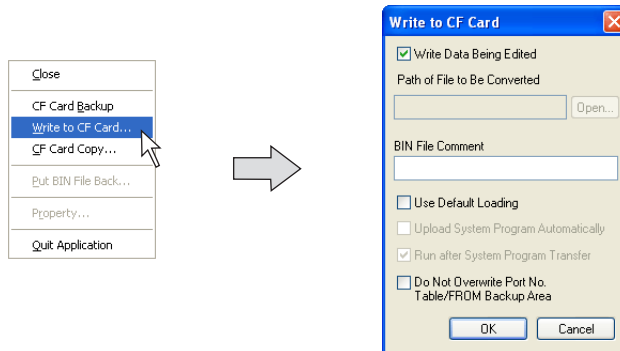 Close
CF Card Backup
Write to CF Card...
CF Card Copy...
Put BIN File Back...
Property...
Quit Application
Write to CF Card
Write Data Being Edited
Path of File to Be Converted
Open...
BIN File Comment
Use Default Loading
Upload System Program Automatically
Run after System Program Transfer
Do Not Overwrite Port No.
Table/FROM Backup Area
OK
Cancel